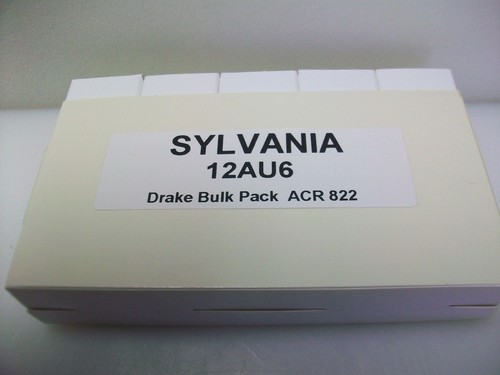 SYLVANIA
12AU6
Drake Bulk Pack ACR 822